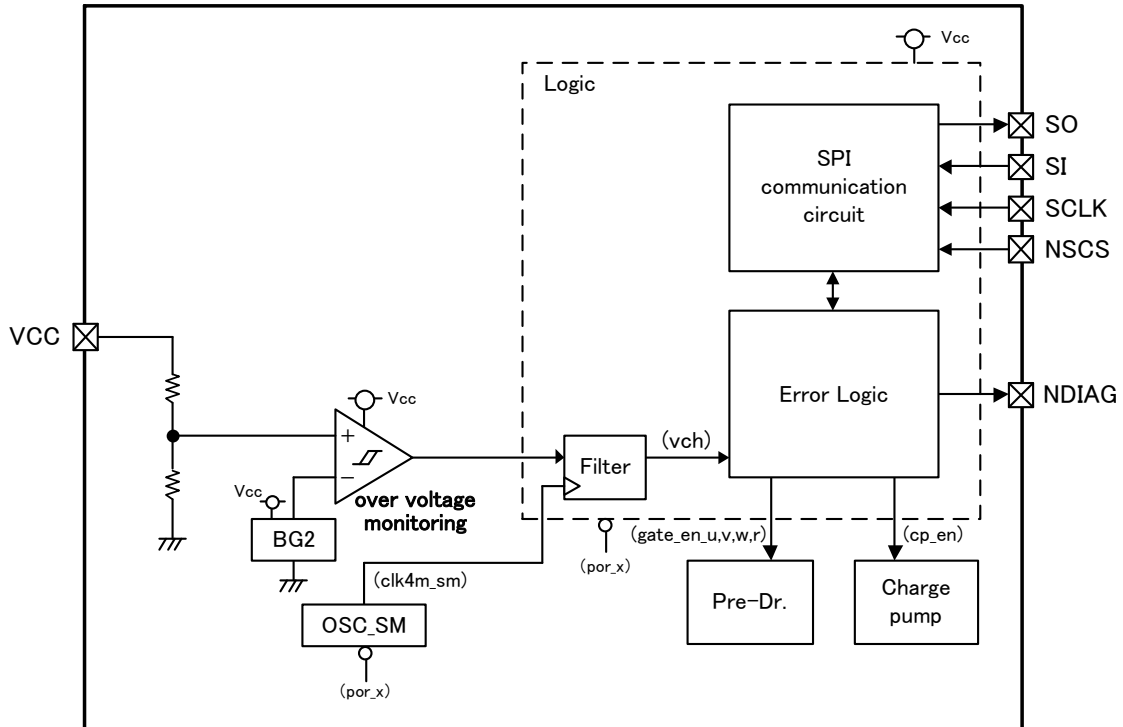 Vcc
Logic
SPI
communication
circuit
SO
SI
SCLK
NSCS
VCC
Vcc
+
−
over voltage
monitoring
Vcc
BG2
Filter
(vch)
Error Logic
NDIAG
(clk4m_sm)
OSC_SM
(por_x)
(por_x)
(gate_en_u,v,w,r)
(cp_en)
Pre-Dr.
Charge
pump